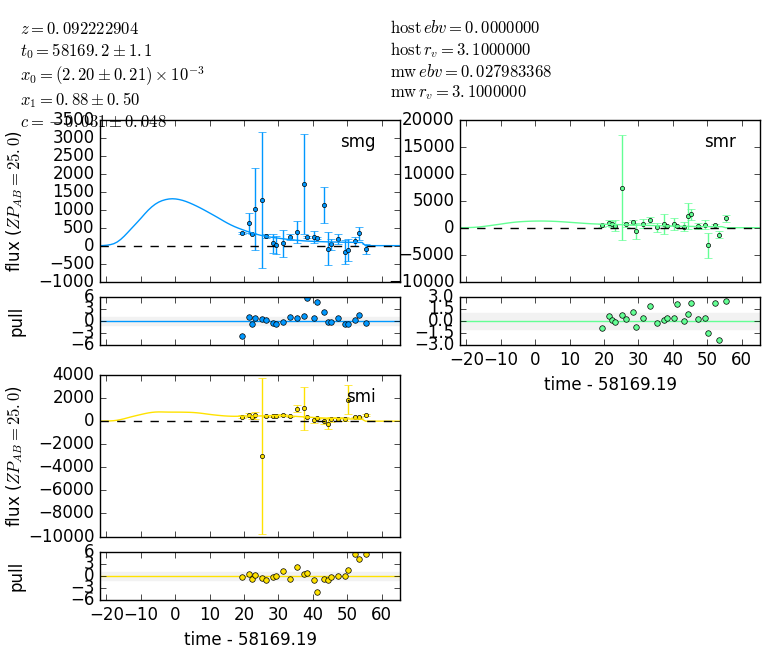 z = 0.092222904
t₀ = 58169.2 ± 1.1
x₀ = (2.20 ± 0.21) × 10⁻³
x₁ = 0.88 ± 0.50
c = −0.031 ± 0.048
host ebv = 0.0000000
host r_v = 3.1000000
mw ebv = 0.027983368
mw r_v = 3.1000000
flux (ZP_AB = 25.0)
3500
3000
2500
2000
1500
1000
500
0
−500
−1000
smg
20000
15000
10000
5000
0
−5000
−10000
smr
pull
6
3
0
−3
−6
3.0
1.5
0.0
−1.5
−3.0
−20 −10 0 10 20 30 40 50 60
time - 58169.19
flux (ZP_AB = 25.0)
4000
2000
0
−2000
−4000
−6000
−8000
−10000
smi
pull
6
3
0
−3
−6
−20 −10 0 10 20 30 40 50 60
time - 58169.19